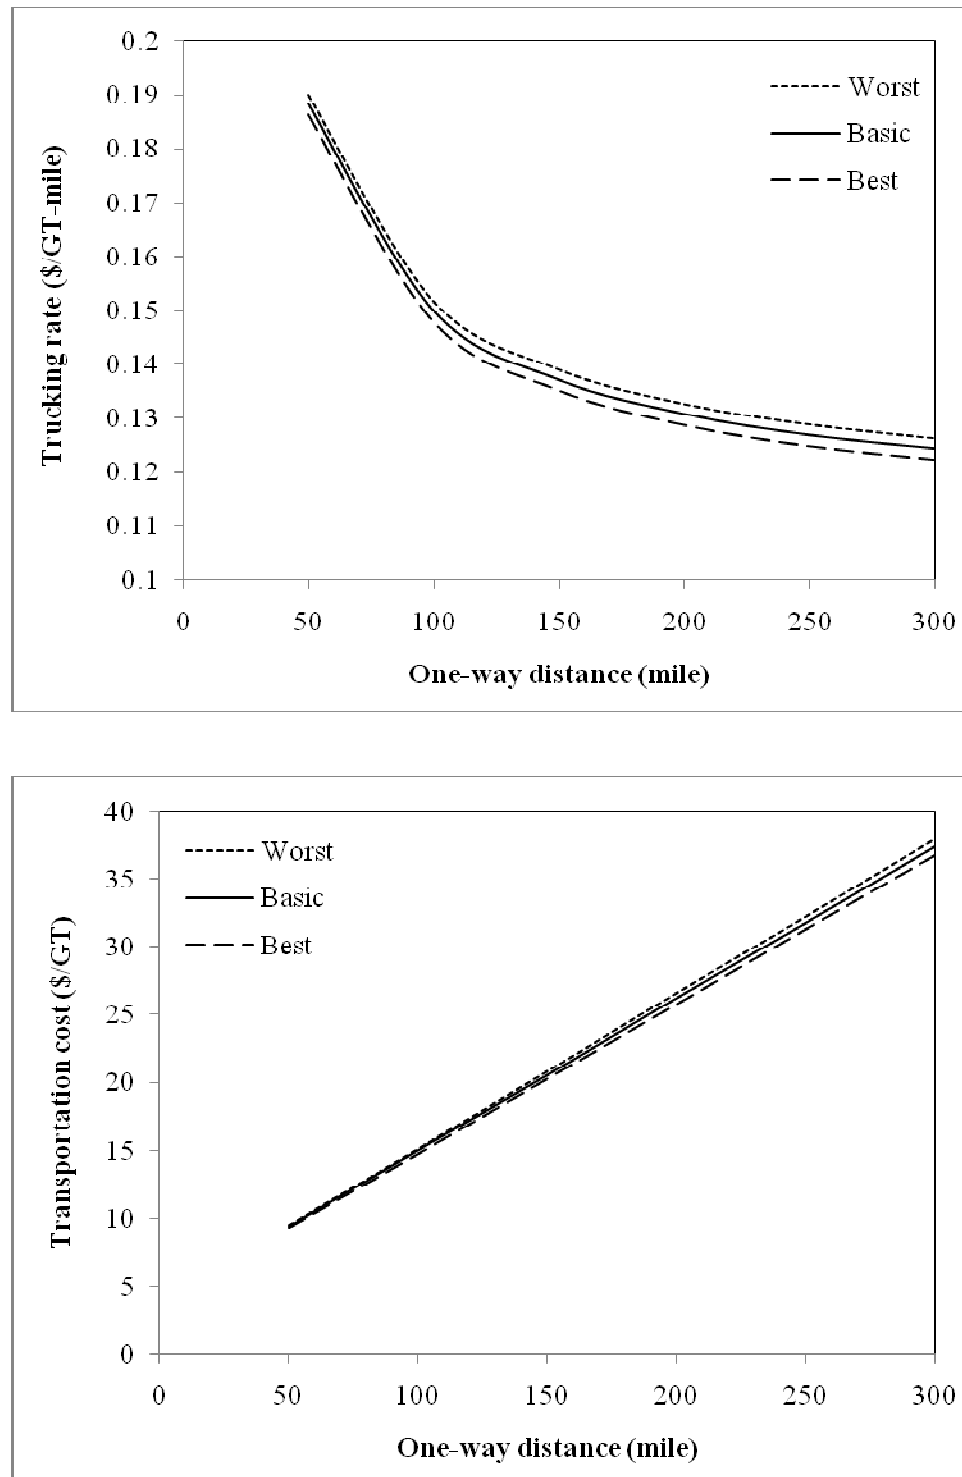 0.2
0.19
0.18
0.17
0.16
0.15
0.14
0.13
0.12
0.11
0.1
Trucking rate ($/GT-mile)
Worst
Basic
Best
0 50 100 150 200 250 300
One-way distance (mile)
40
35
30
25
20
15
10
5
0
Transportation cost ($/GT)
Worst
Basic
Best
0 50 100 150 200 250 300
One-way distance (mile)